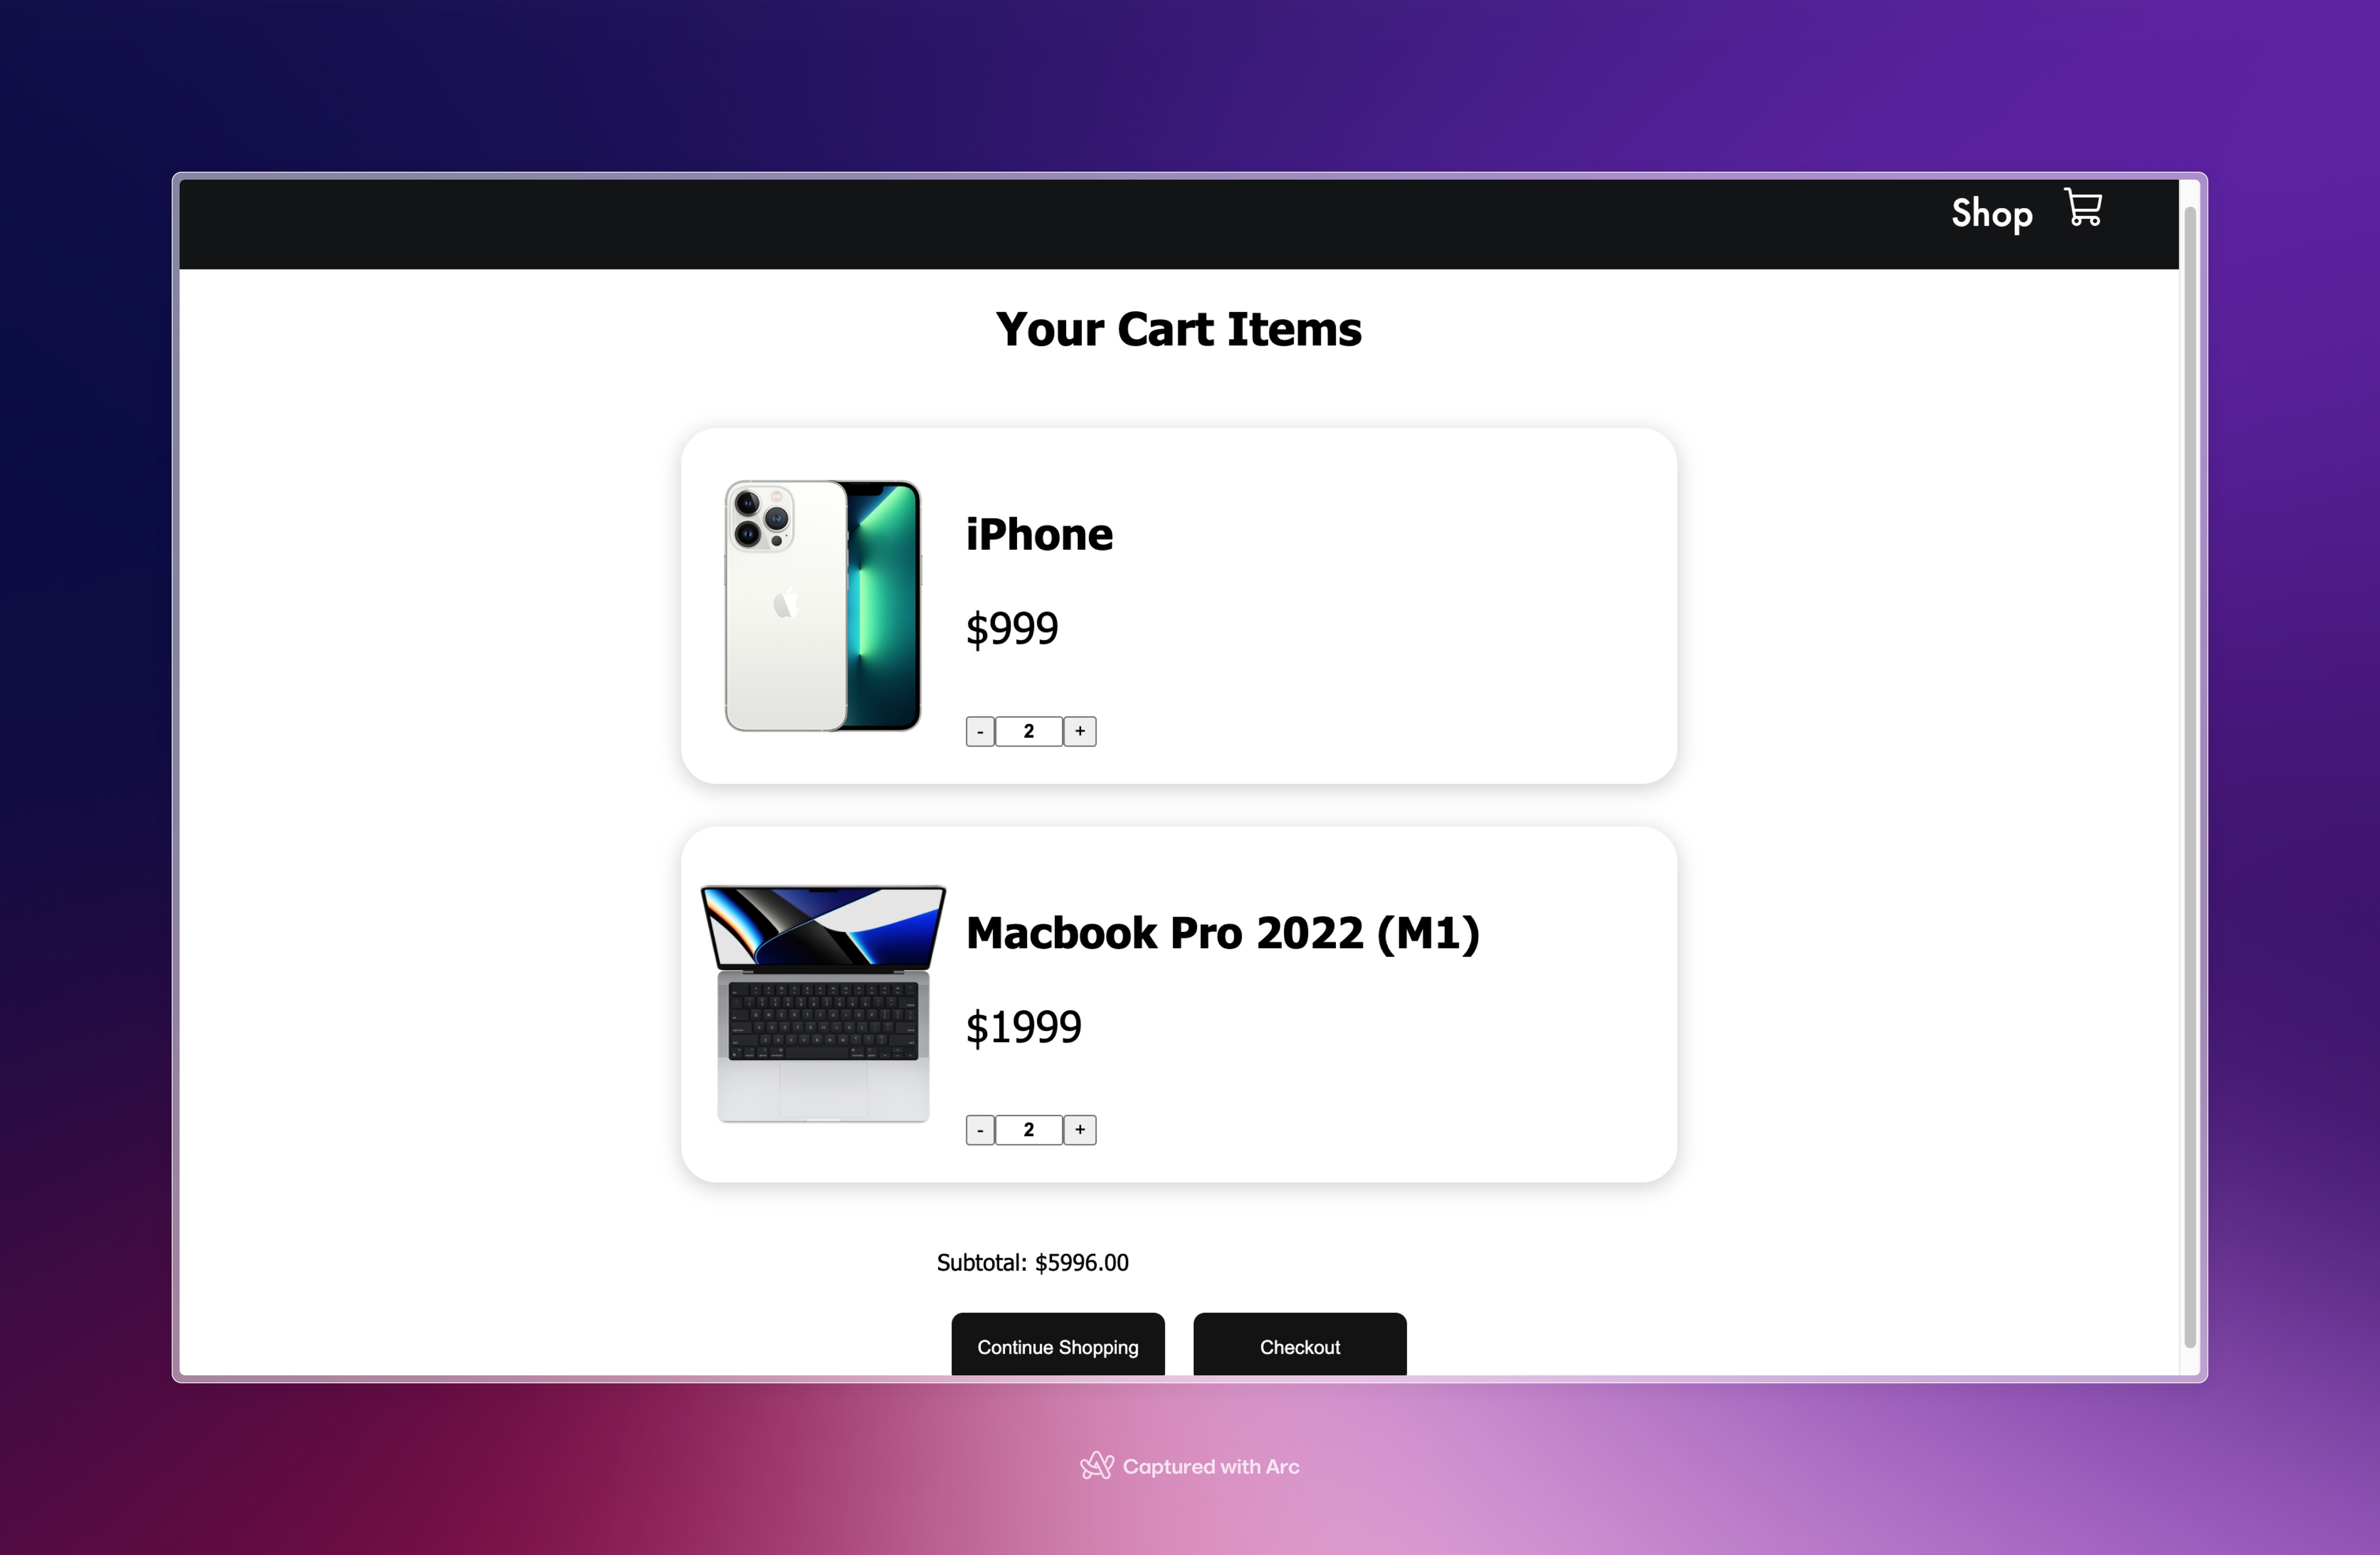 Shop
Your Cart Items
iPhone
$999
- 2 +
Macbook Pro 2022 (M1)
$1999
- 2 +
Subtotal: $5996.00
Continue Shopping
Checkout
Captured with Arc